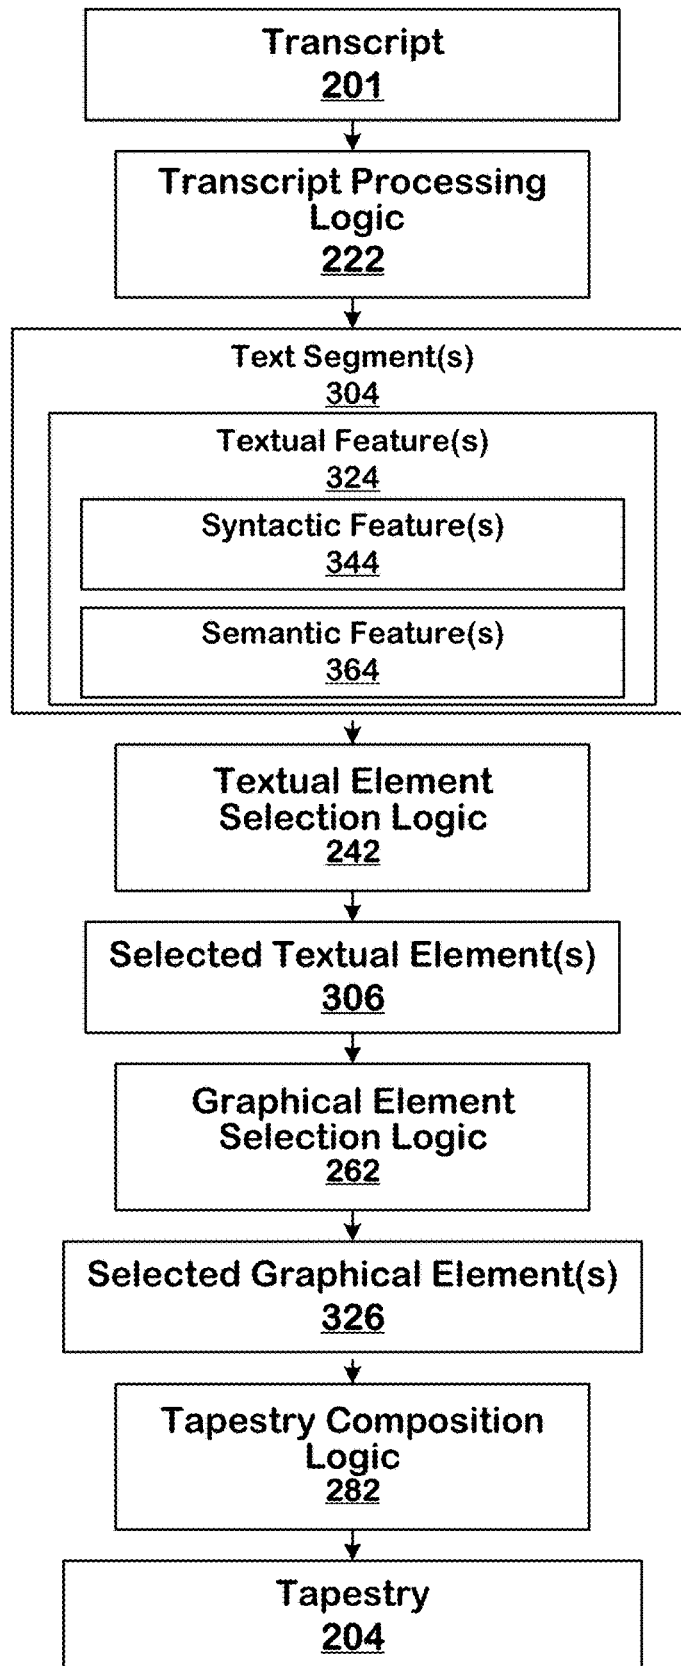 Transcript
201
Transcript Processing
Logic
222
Text Segment(s)
304
Textual Feature(s)
324
Syntactic Feature(s)
344
Semantic Feature(s)
364
Textual Element
Selection Logic
242
Selected Textual Element(s)
306
Graphical Element
Selection Logic
262
Selected Graphical Element(s)
326
Tapestry Composition
Logic
282
Tapestry
204